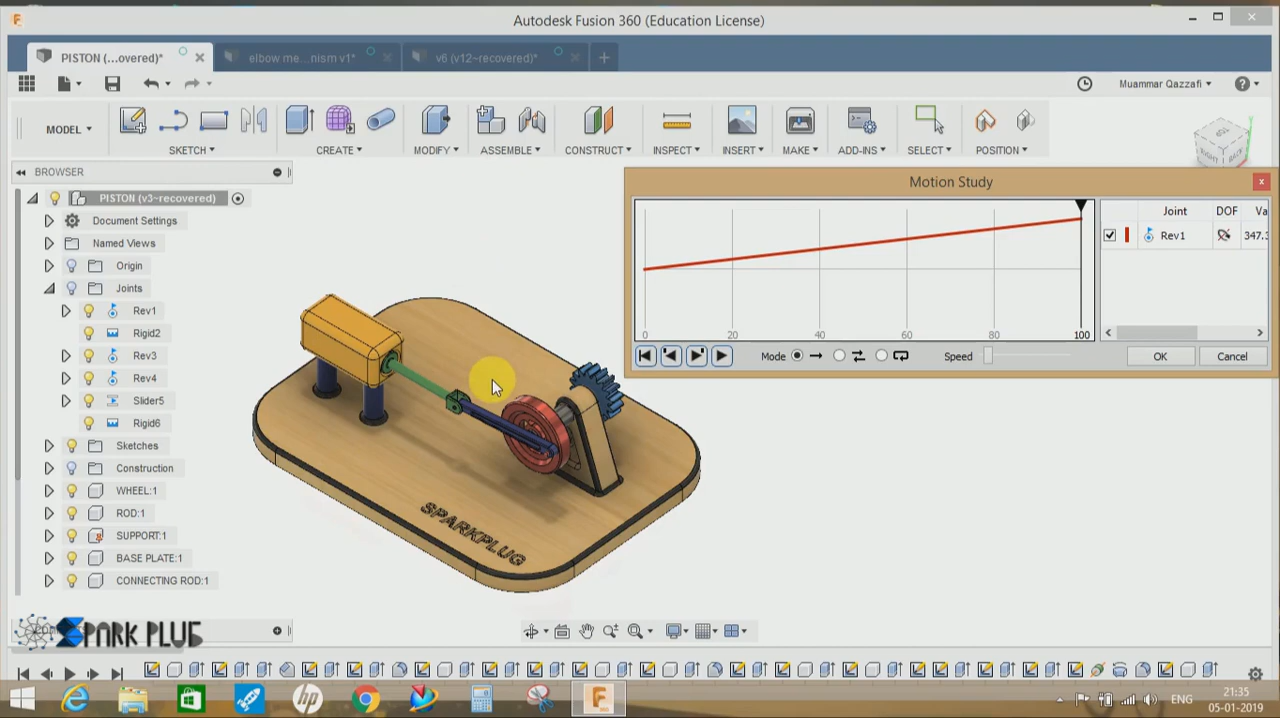 Autodesk Fusion 360 (Education License)
PISTON (...overed)*
elbow me...nism v1*
v6 (v12~recovered)*
Muammar Qazzafi
MODEL
SKETCH
CREATE
MODIFY
ASSEMBLE
CONSTRUCT
INSPECT
INSERT
MAKE
ADD-INS
SELECT
POSITION
RIGHT
BACK
BROWSER
PISTON (v3~recovered)
Document Settings
Named Views
Origin
Joints
Rev1
Rigid2
Rev3
Rev4
Slider5
Rigid6
Sketches
Construction
WHEEL:1
ROD:1
SUPPORT:1
BASE PLATE:1
CONNECTING ROD:1
Motion Study
Joint DOF Va
Rev1 347.3
0 20 40 60 80 100
Mode Speed OK Cancel
SPARKPLUG
SPARK PLUG
ENG
21:35
05-01-2019